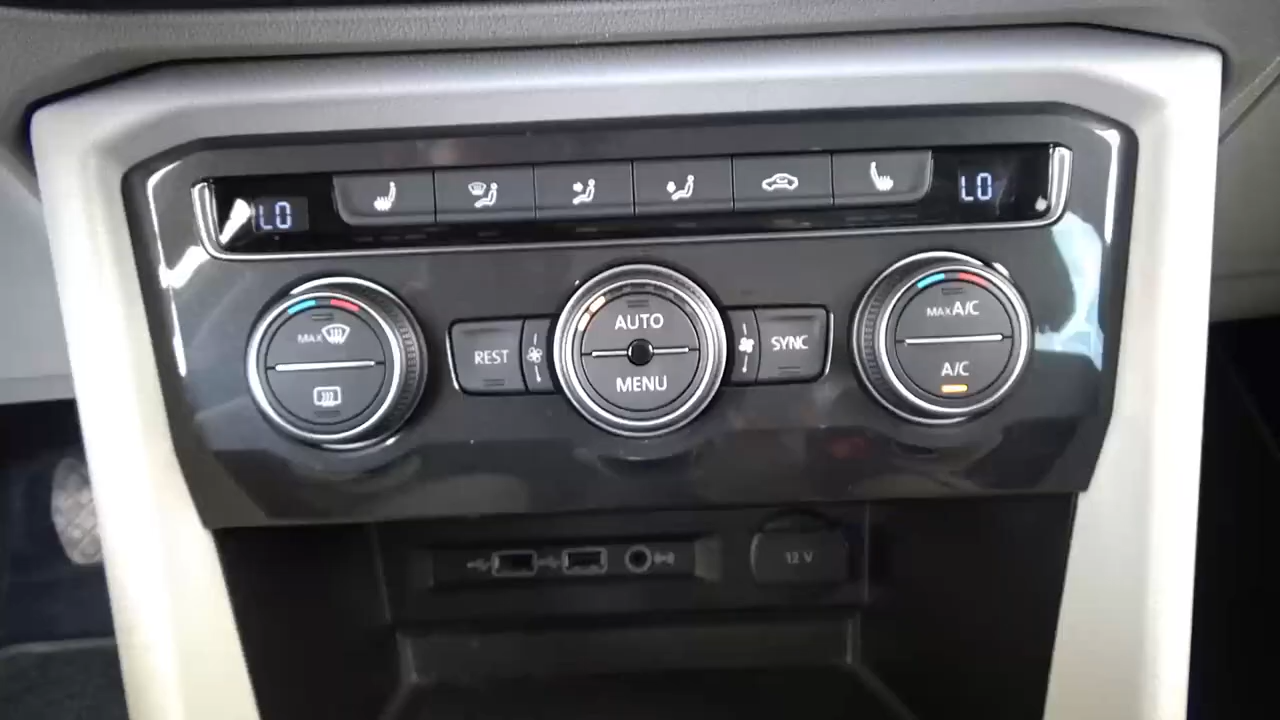 LO
LO
MAX
REST
AUTO
MENU
SYNC
MAX A/C
A/C
12 V